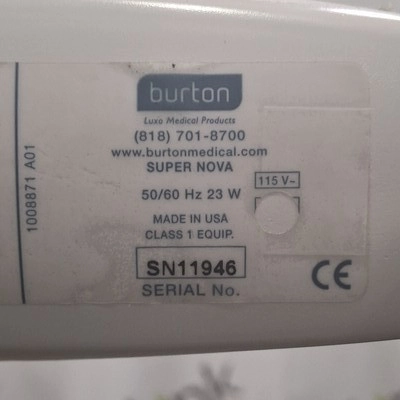 burton
Luxo Medical Products
(818) 701-8700
www.burtonmedical.com
SUPER NOVA
115 V~
50/60 Hz 23 W
MADE IN USA
CLASS 1 EQUIP.
SN11946
SERIAL No.
CE
1008871 A01